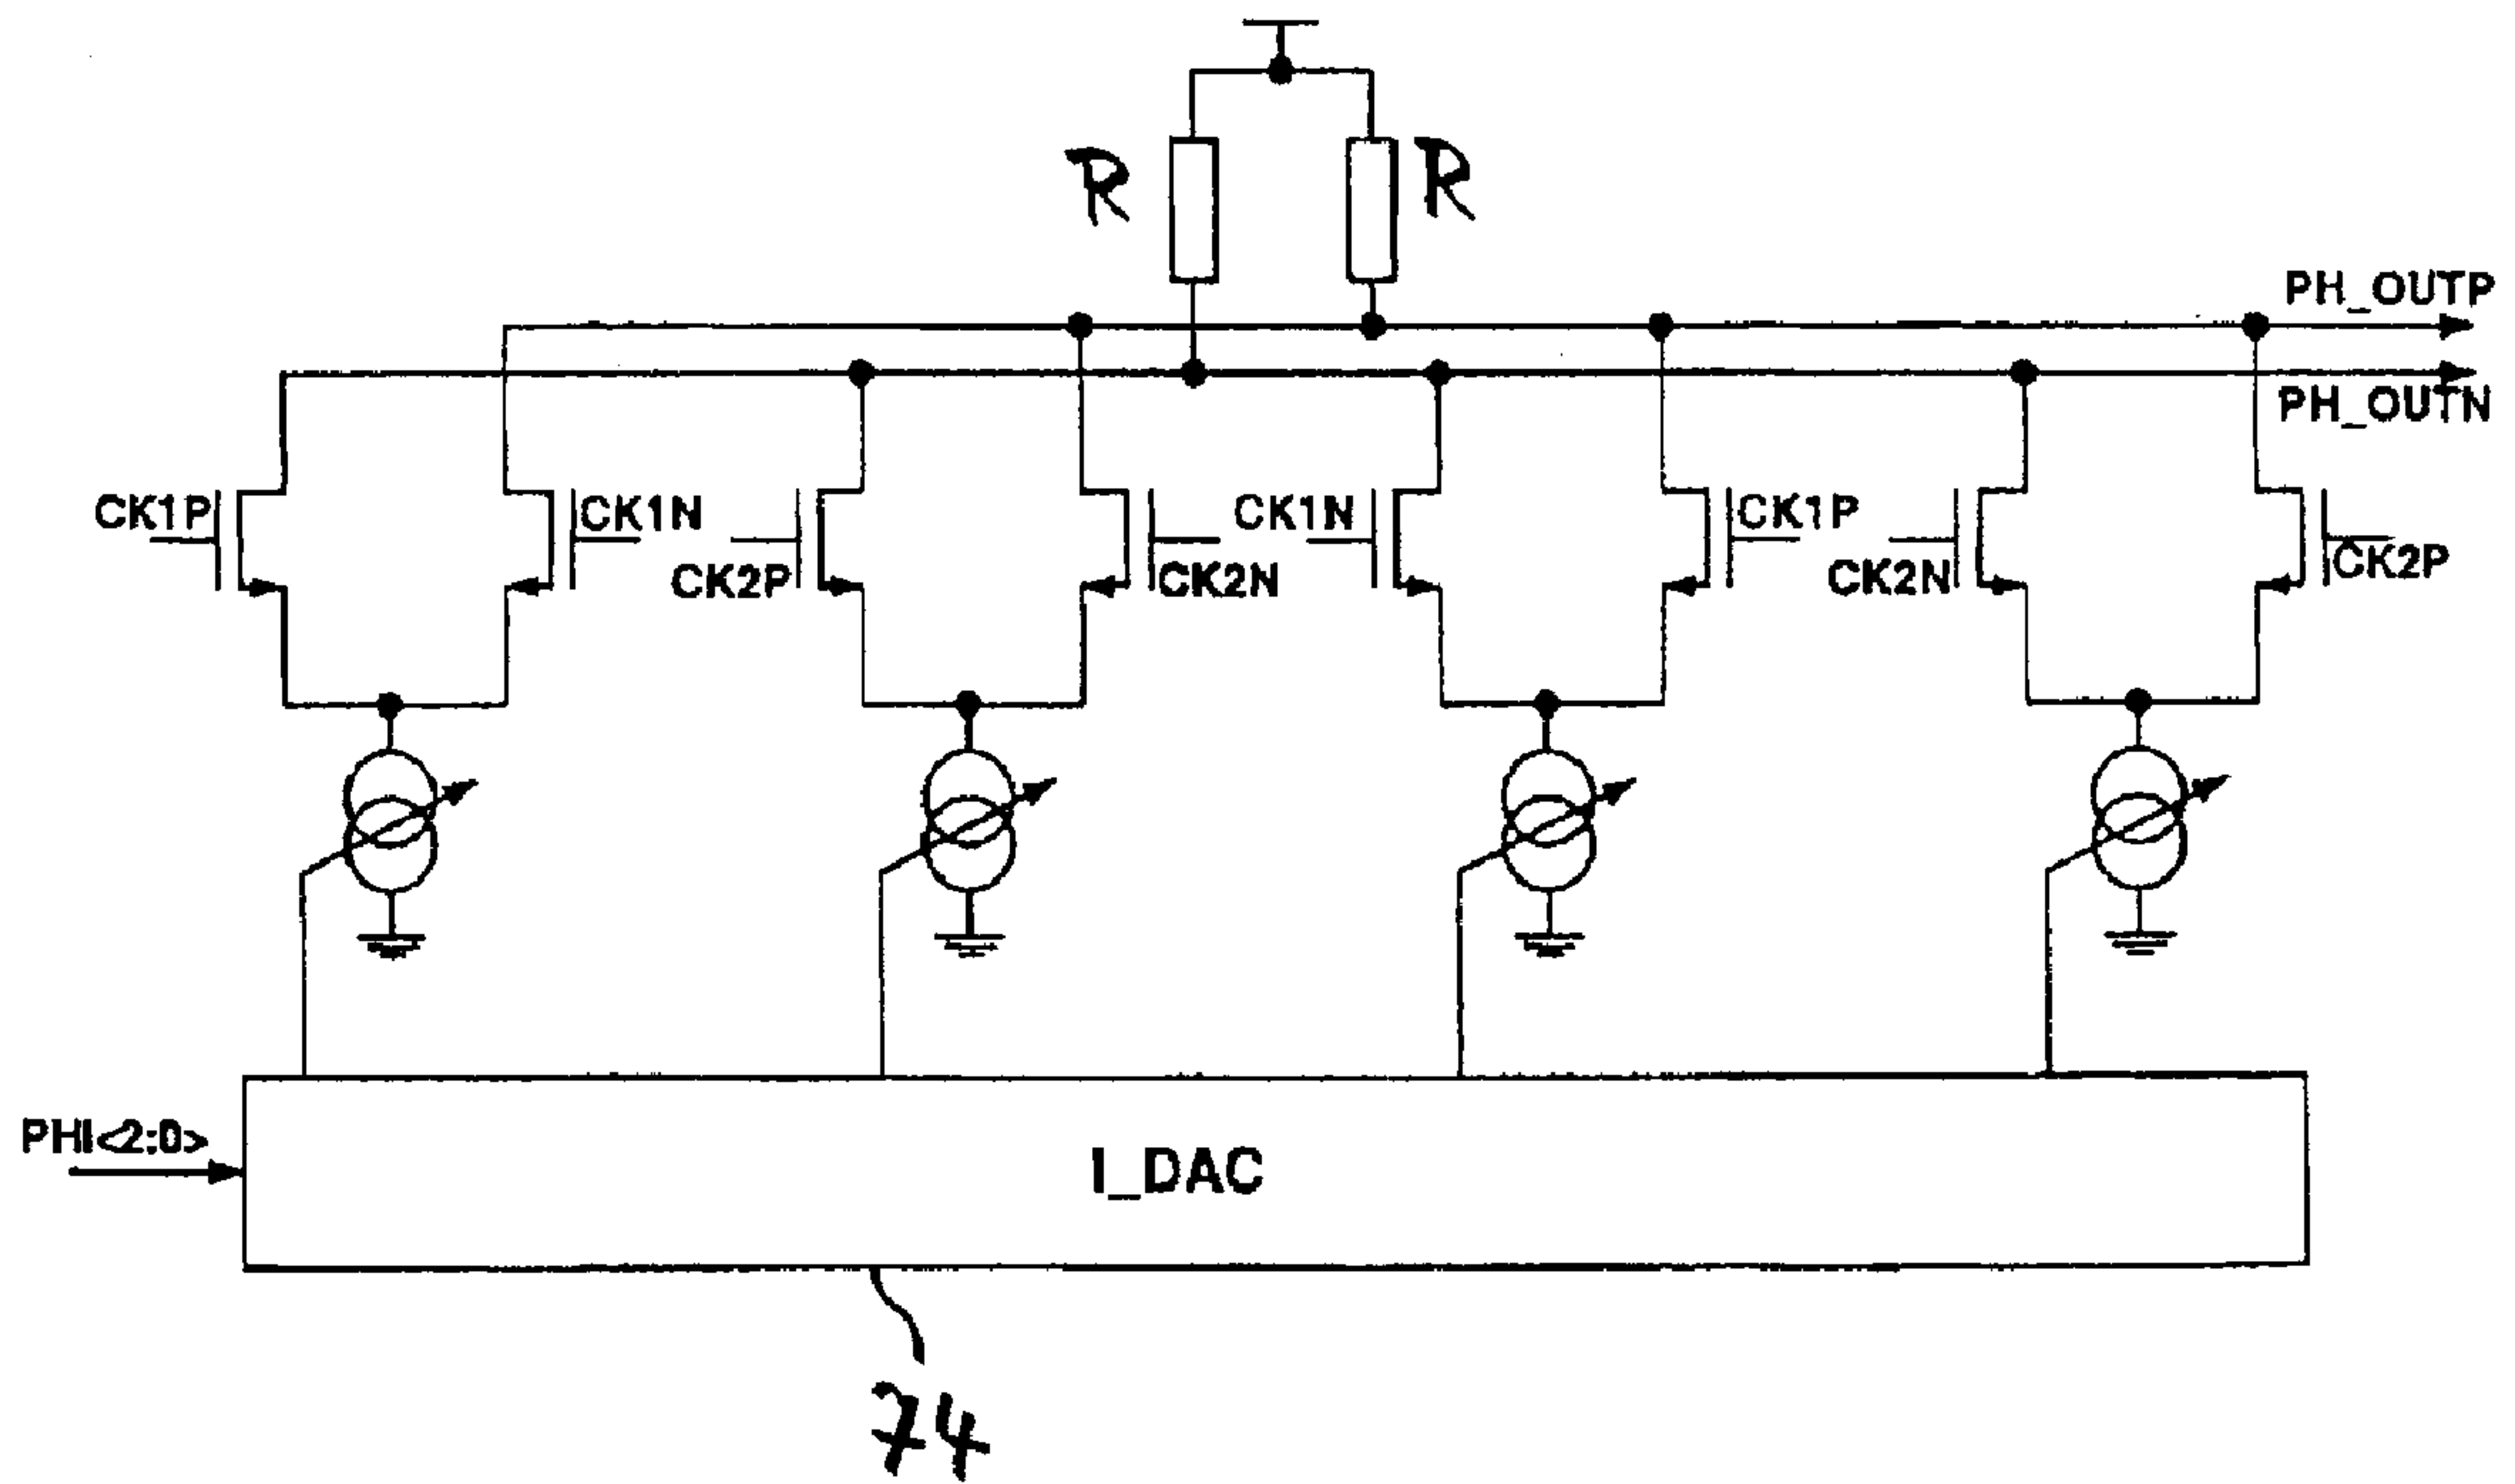 R
R
PH_OUTP
PH_OUTN
CK1P
CK1N
CK2P
CK2N
CK1N
CK1P
CK2N
CK2P
PHI<2:0>
I_DAC
74